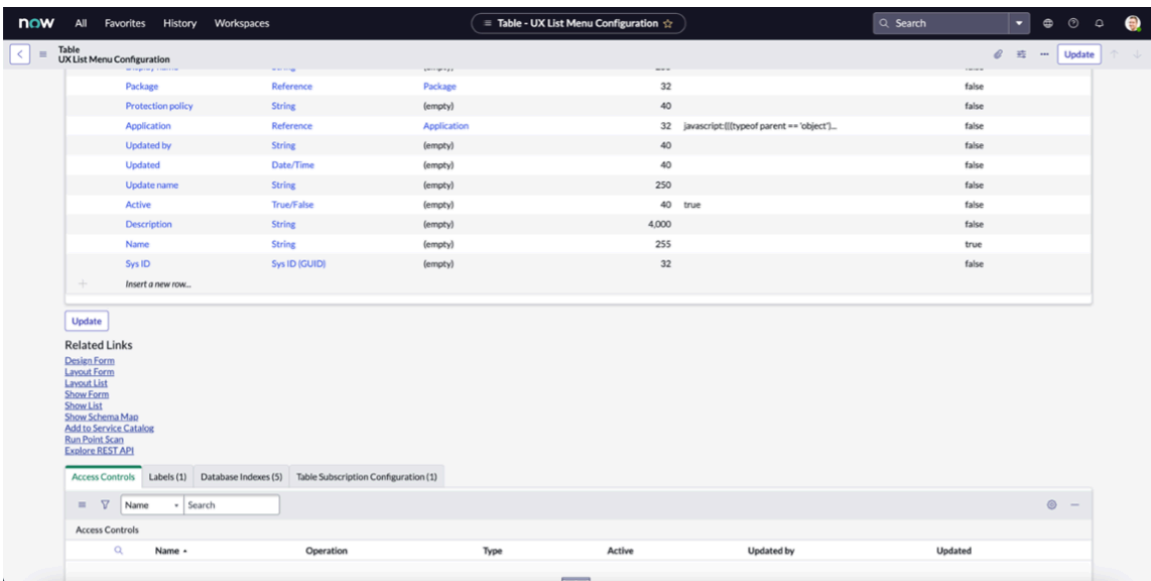 now All Favorites History Workspaces Table - UX List Menu Configuration Search
Table
UX List Menu Configuration Update
Package Reference Package 32 false
Protection policy String (empty) 40 false
Application Reference Application 32 javascript:(((typeof parent == 'object')... false
Updated by String (empty) 40 false
Updated Date/Time (empty) 40 false
Update name String (empty) 250 false
Active True/False (empty) 40 true false
Description String (empty) 4,000 false
Name String (empty) 255 true
Sys ID Sys ID (GUID) (empty) 32 false
Insert a new row...
Update
Related Links
Design Form
Layout Form
Layout List
Show Form
Show List
Show Schema Map
Add to Service Catalog
Run Point Scan
Explore REST API
Access Controls Labels (1) Database Indexes (5) Table Subscription Configuration (1)
Name Search
Access Controls
Name Operation Type Active Updated by Updated